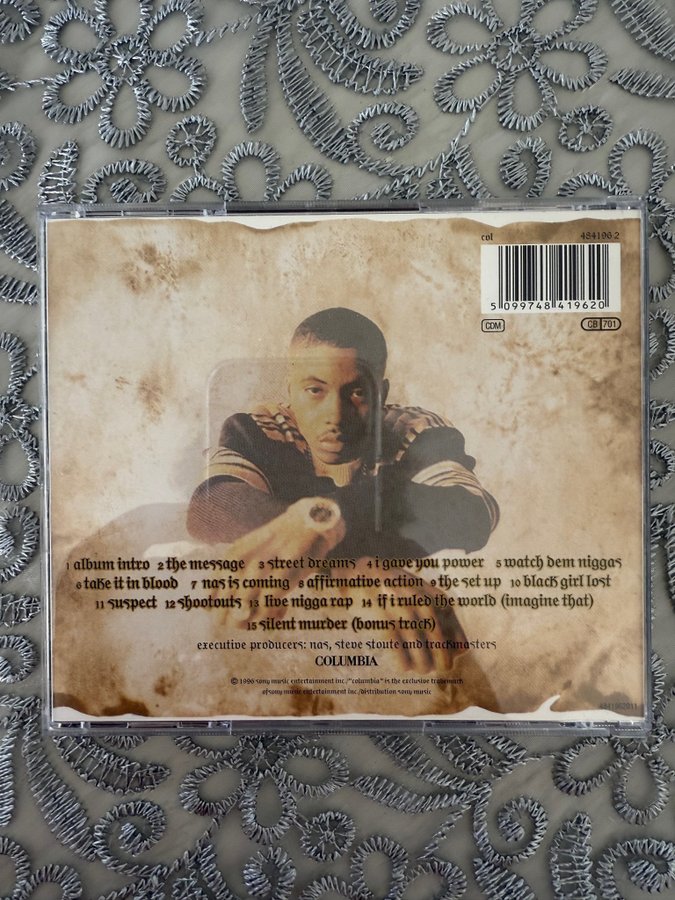 col 484196 2
5 099748 419620
CDM CB 701
1 album intro 2 the message 3 street dreams 4 i gave you power 5 watch dem niggas
6 take it in blood 7 nas is coming 8 affirmative action 9 the set up 10 black girl lost
11 suspect 12 shootouts 13 live nigga rap 14 if i ruled the world (imagine that)
15 silent murder (bonus track)
executive producers: nas, steve stoute and trackmasters
COLUMBIA
© 1996 sony music entertainment inc./"columbia" is the exclusive trademark
of sony music entertainment inc./distribution sony music
4841962011